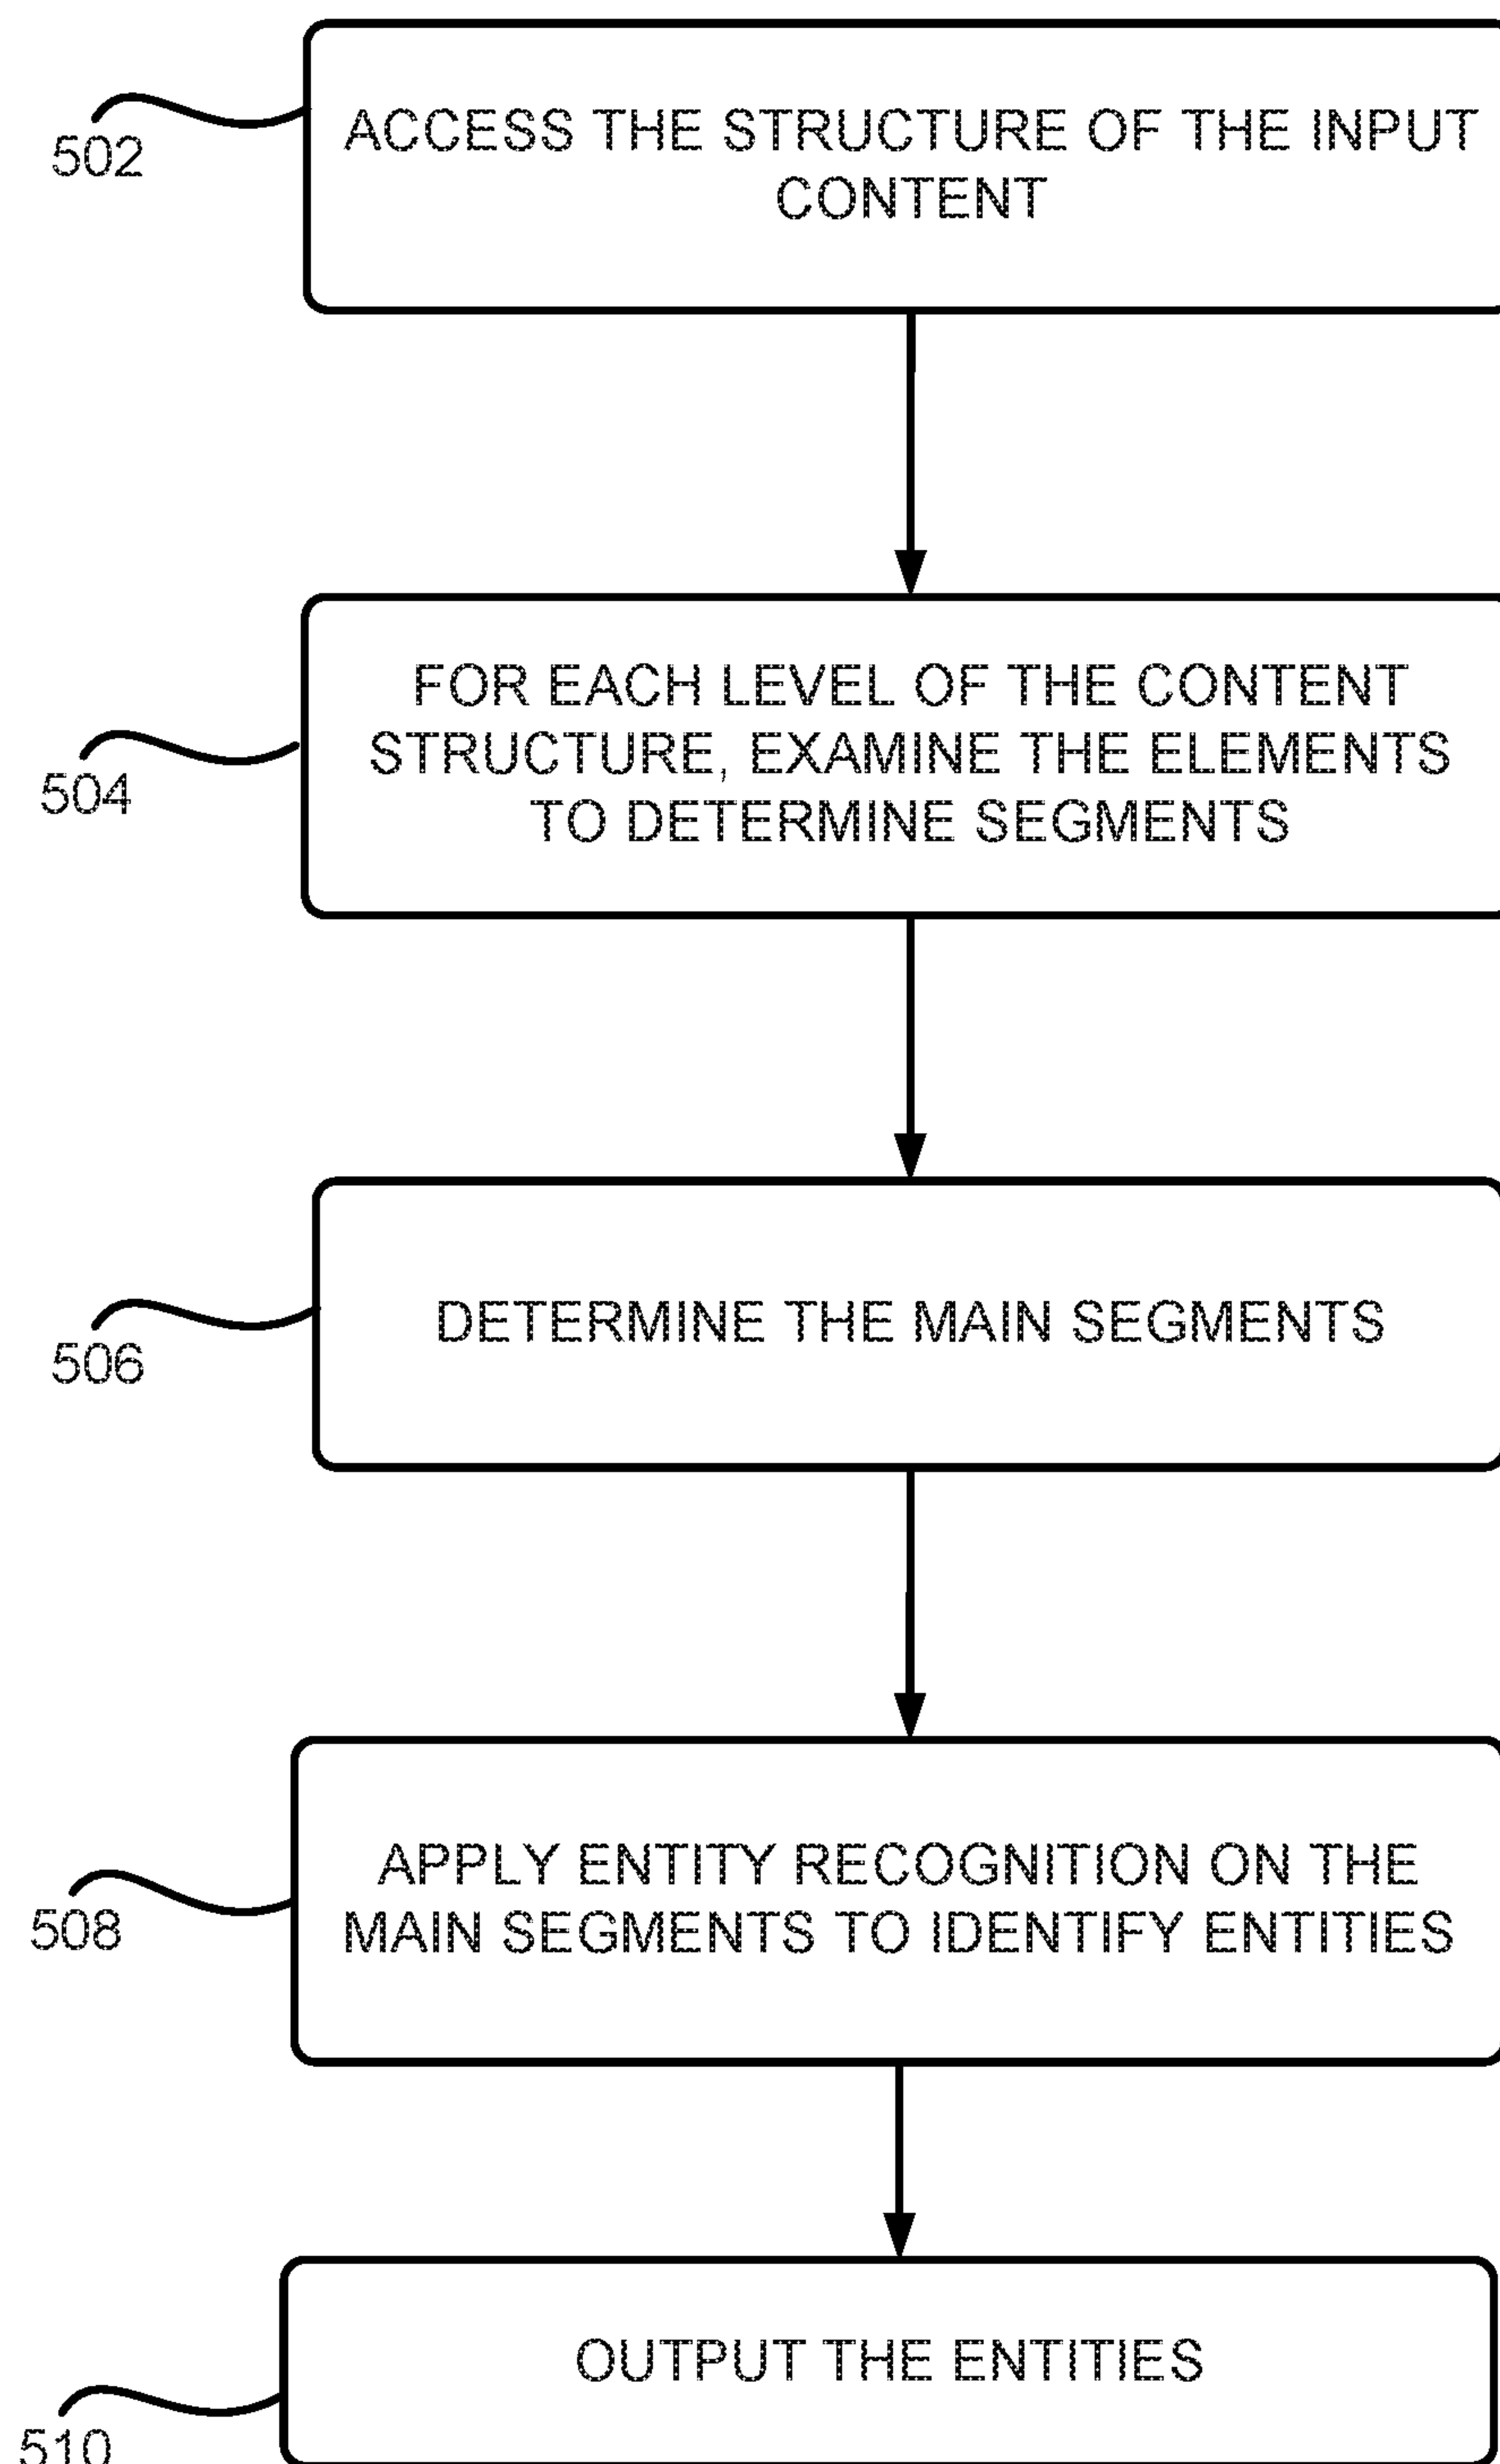 ACCESS THE STRUCTURE OF THE INPUT
CONTENT
502
FOR EACH LEVEL OF THE CONTENT
STRUCTURE, EXAMINE THE ELEMENTS
TO DETERMINE SEGMENTS
504
DETERMINE THE MAIN SEGMENTS
506
APPLY ENTITY RECOGNITION ON THE
MAIN SEGMENTS TO IDENTIFY ENTITIES
508
OUTPUT THE ENTITIES
510